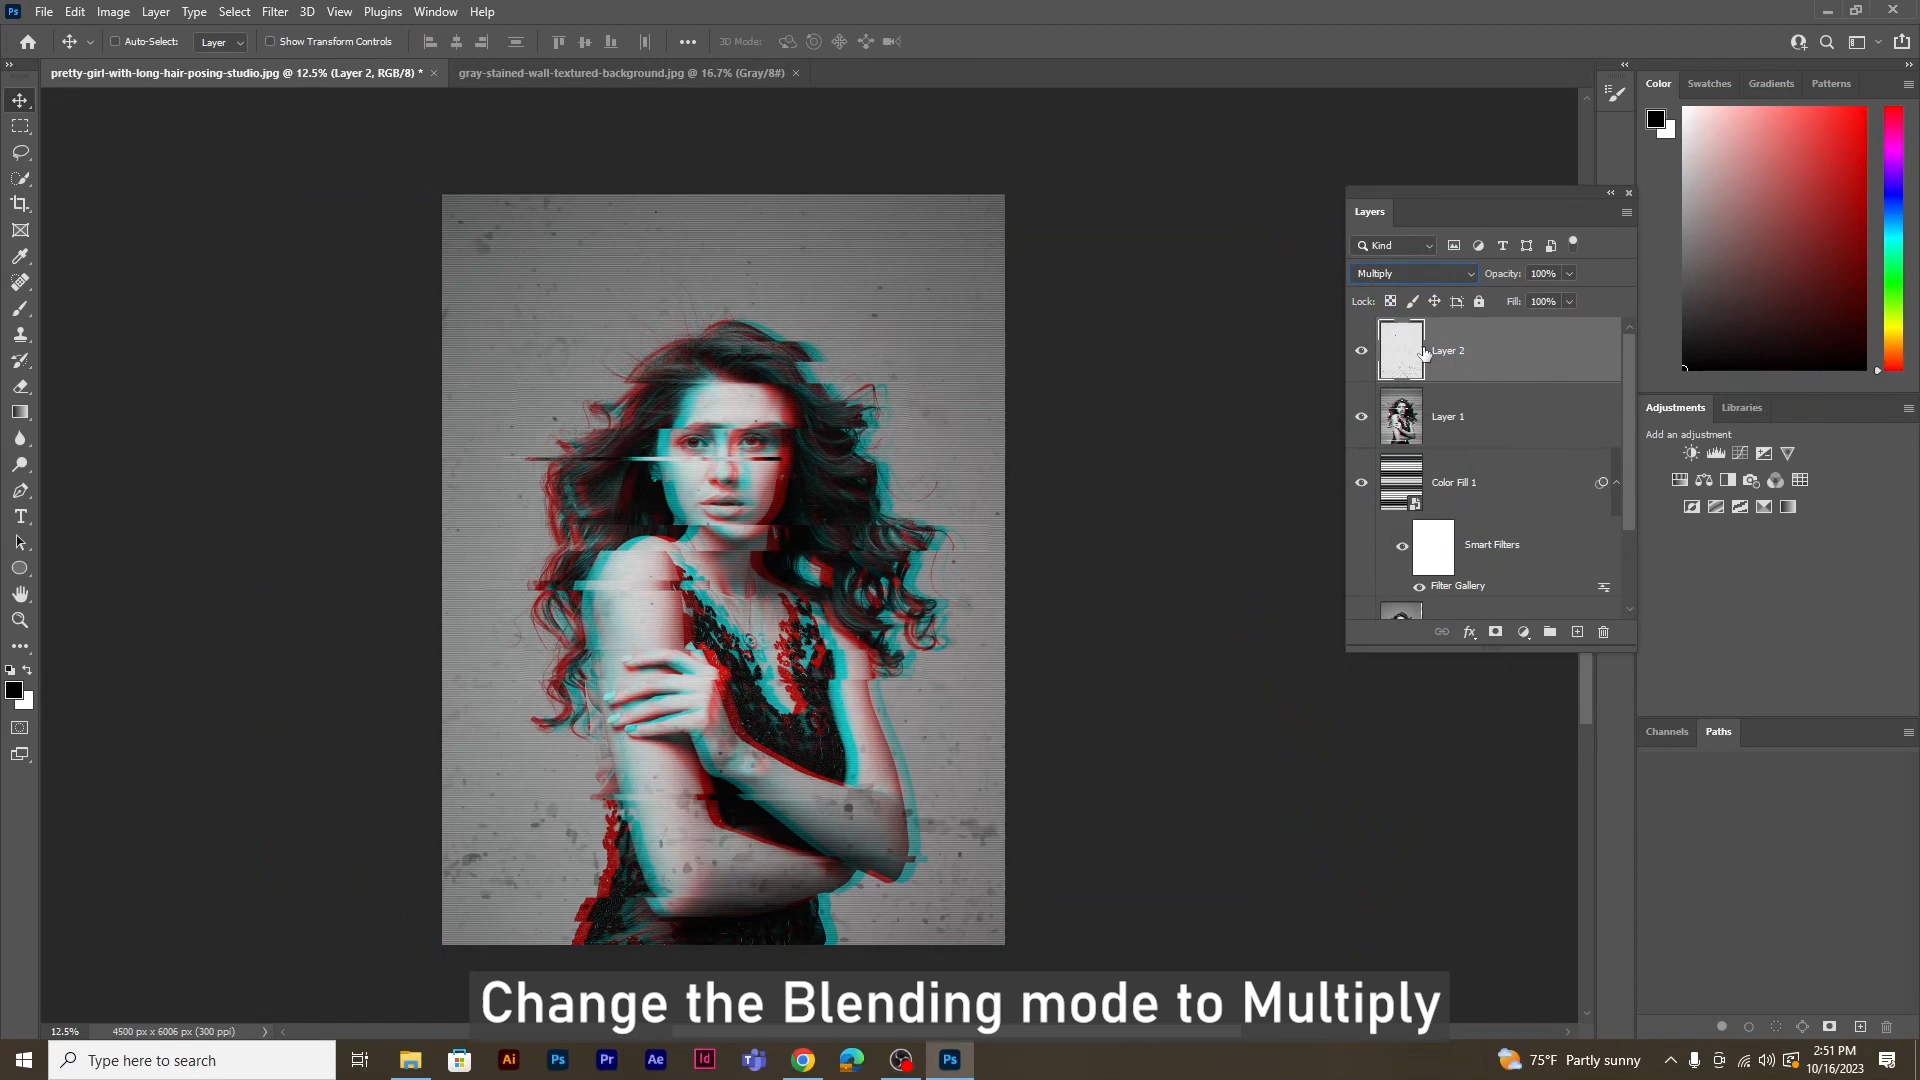 Ps File Edit Image Layer Type Select Filter 3D View Plugins Window Help
Auto-Select: Layer Show Transform Controls 3D Mode:
pretty-girl-with-long-hair-posing-studio.jpg @ 12.5% (Layer 2, RGB/8) * gray-stained-wall-textured-background.jpg @ 16.7% (Gray/8#)
Color Swatches Gradients Patterns
Layers
Kind
Multiply Opacity: 100%
Lock: Fill: 100%
Layer 2
Layer 1
Color Fill 1
Smart Filters
Filter Gallery
Adjustments Libraries
Add an adjustment
Channels Paths
Change the Blending mode to Multiply
12.5% 4500 px x 6006 px (300 ppi)
Type here to search
Ai Ps Pr Ae Id Ps
75°F Partly sunny
2:51 PM
10/16/2023